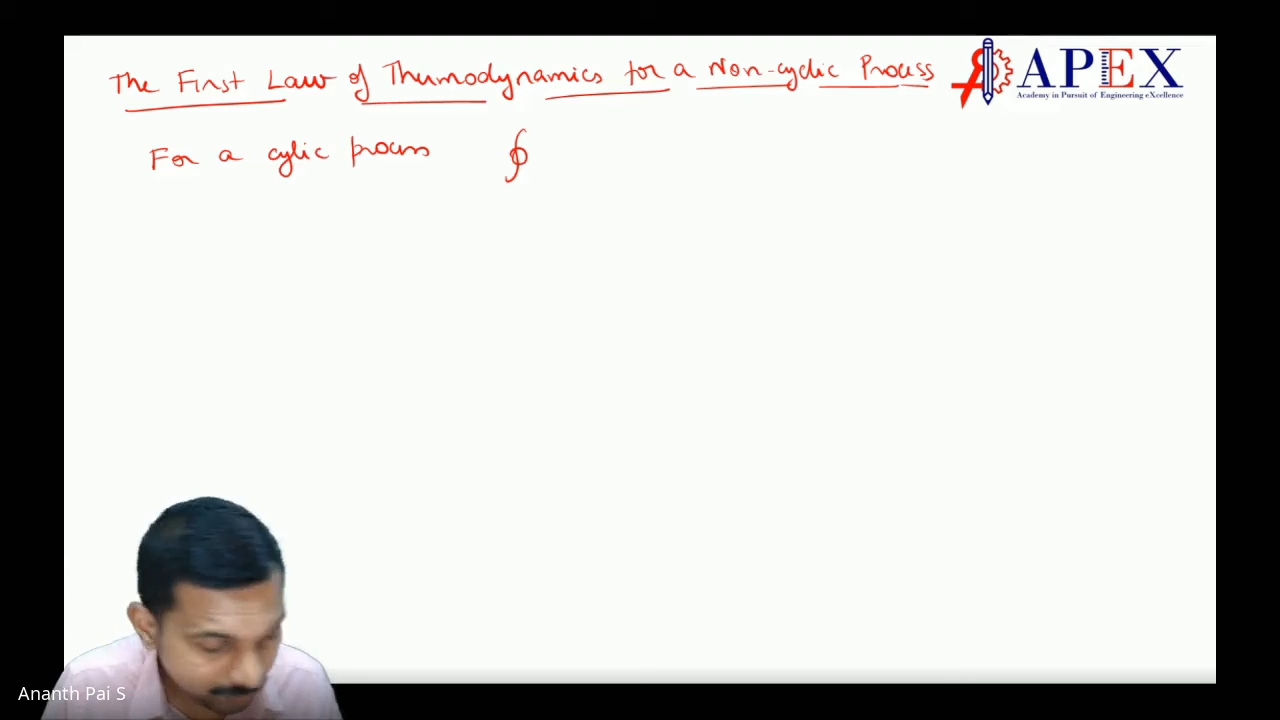 The First Law of Thermodynamics for a Non-cyclic Process
APEX
Academy in Pursuit of Engineering eXcellence
For a cylic process ∮
Ananth Pai S